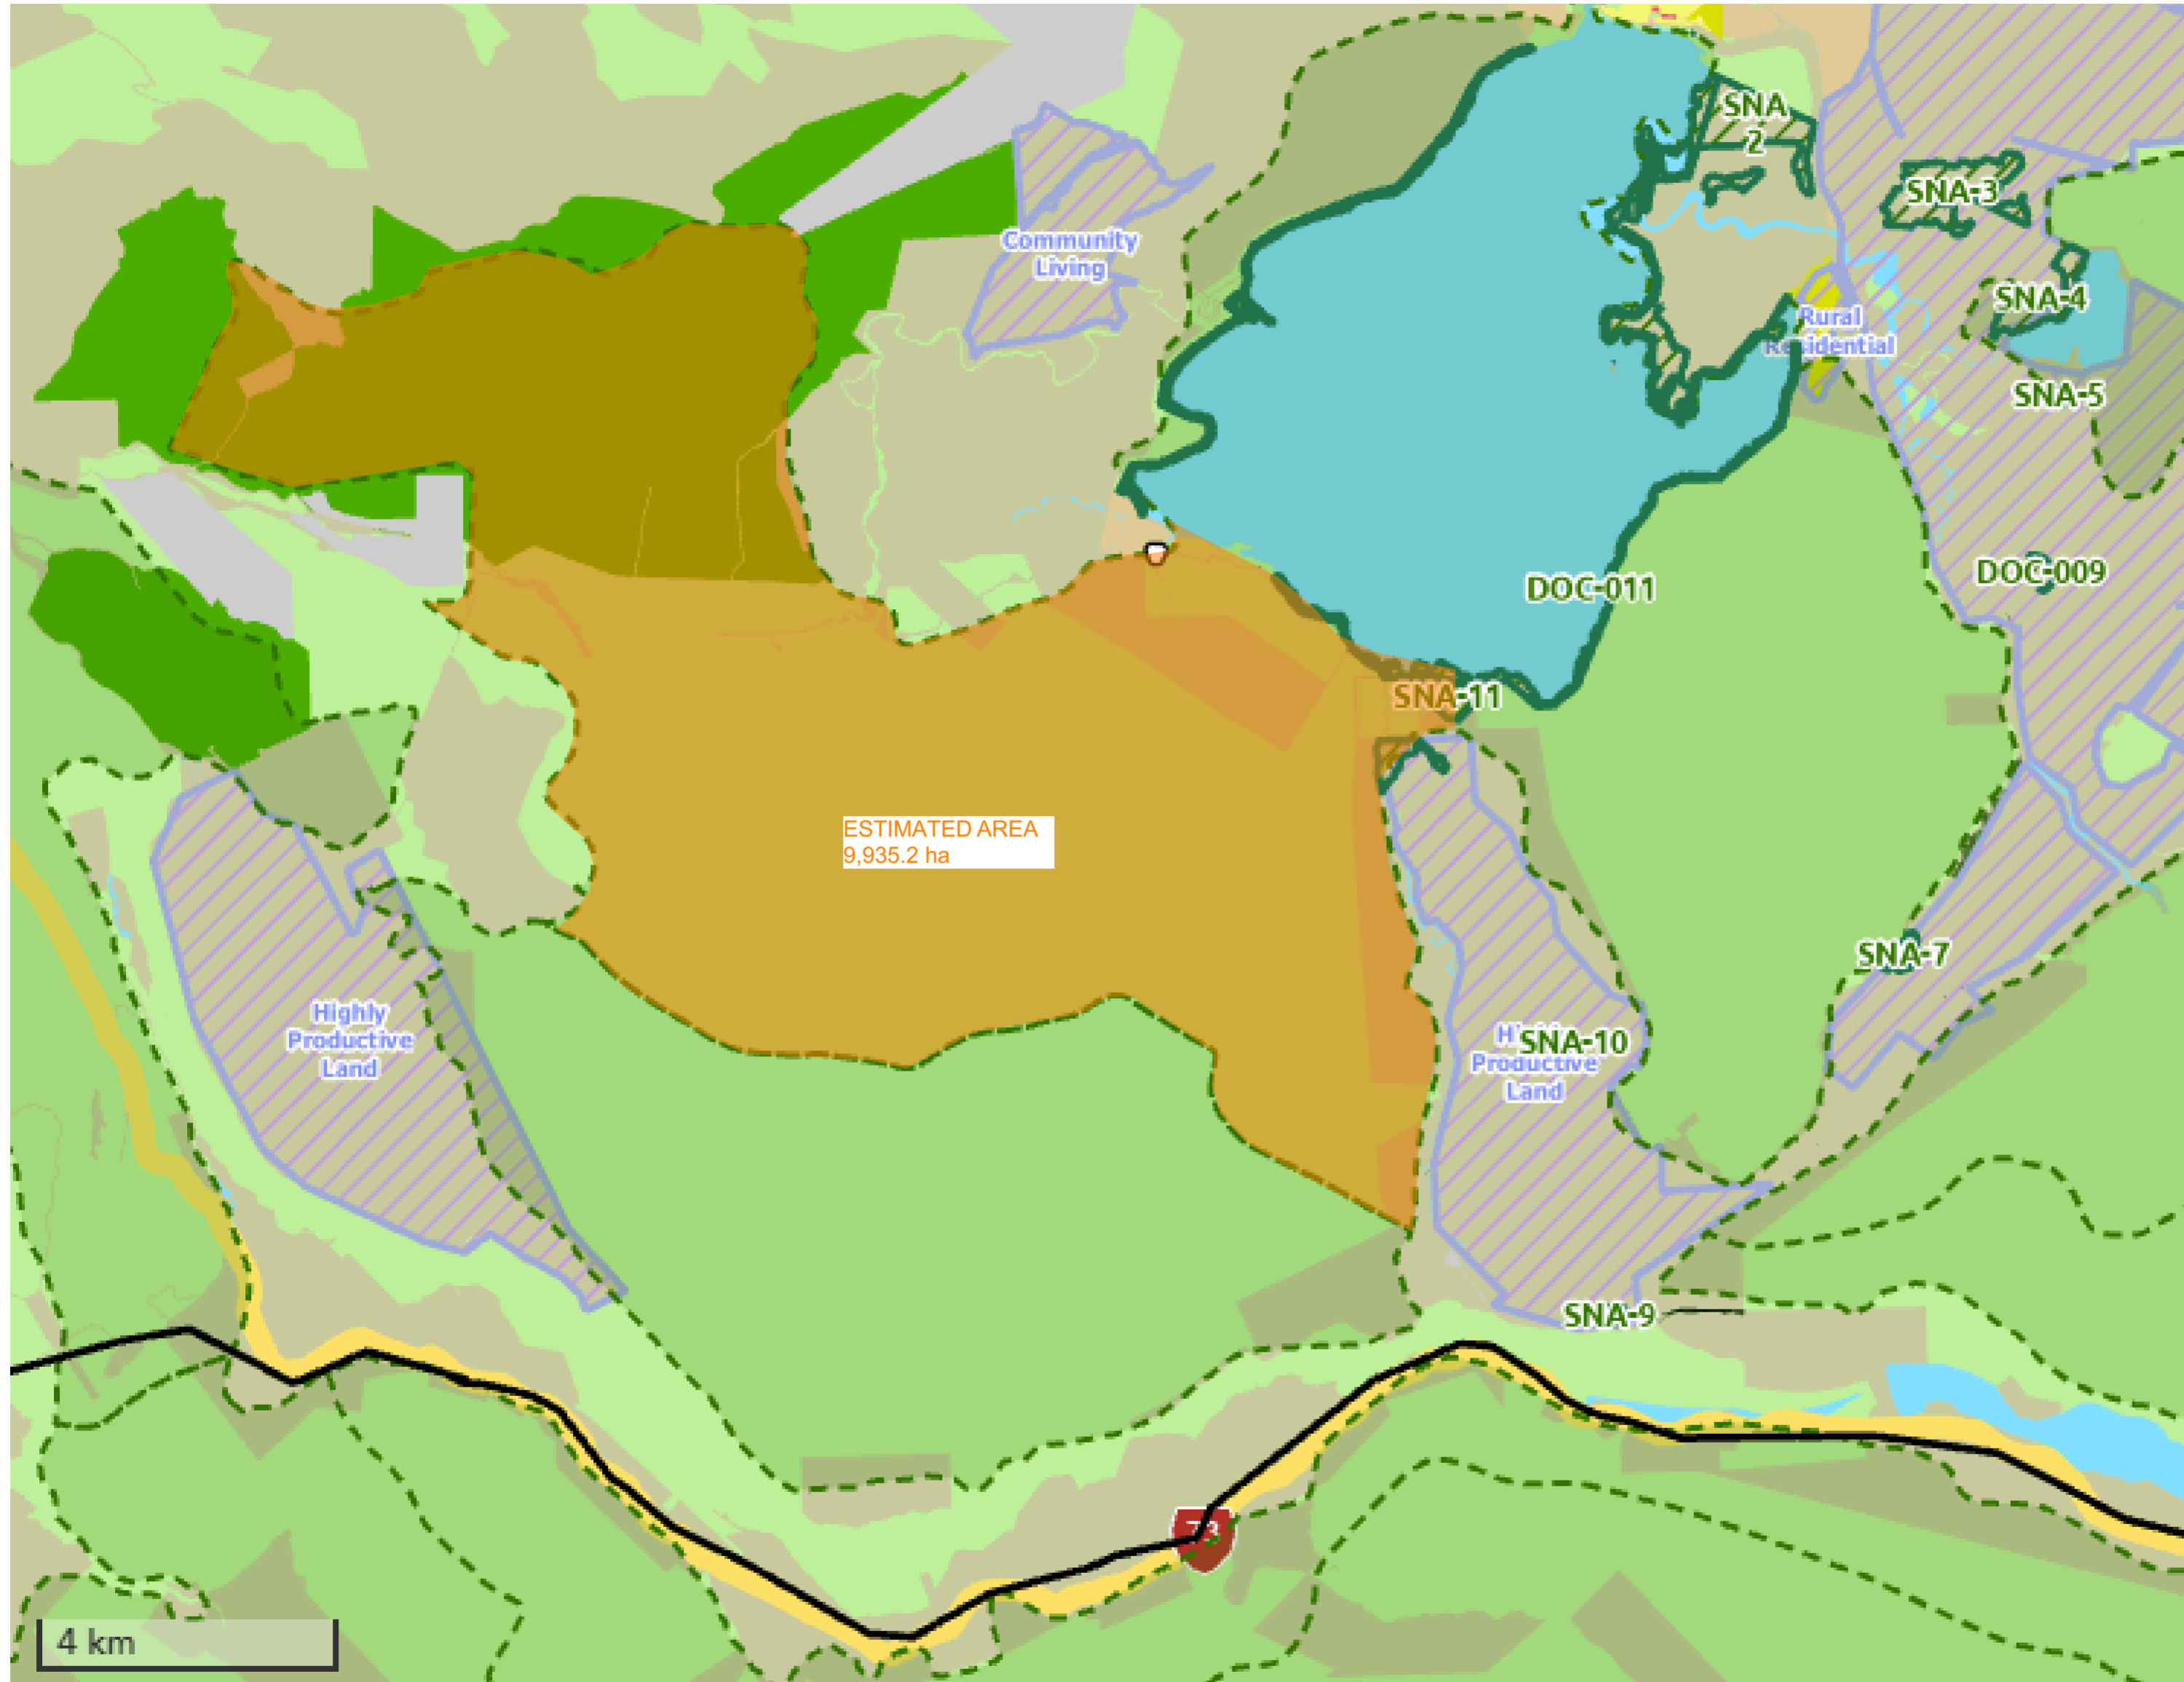 SNA
2
SNA-3
Community
Living
SNA-4
Rural
Residential
SNA-5
DOC-011
DOC-009
SNA-11
ESTIMATED AREA
9,935.2 ha
SNA-7
Highly
Productive
Land
SNA-10
Productive
Land
SNA-9
73
4 km